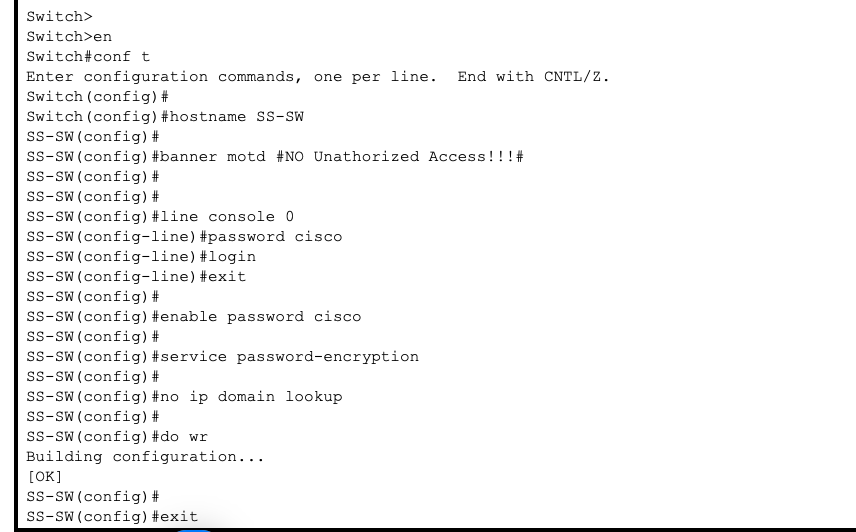 Switch>
Switch>en
Switch#conf t
Enter configuration commands, one per line.  End with CNTL/Z.
Switch(config)#
Switch(config)#hostname SS-SW
SS-SW(config)#
SS-SW(config)#banner motd #NO Unathorized Access!!!#
SS-SW(config)#
SS-SW(config)#
SS-SW(config)#line console 0
SS-SW(config-line)#password cisco
SS-SW(config-line)#login
SS-SW(config-line)#exit
SS-SW(config)#
SS-SW(config)#enable password cisco
SS-SW(config)#
SS-SW(config)#service password-encryption
SS-SW(config)#
SS-SW(config)#no ip domain lookup
SS-SW(config)#
SS-SW(config)#do wr
Building configuration...
[OK]
SS-SW(config)#
SS-SW(config)#exit